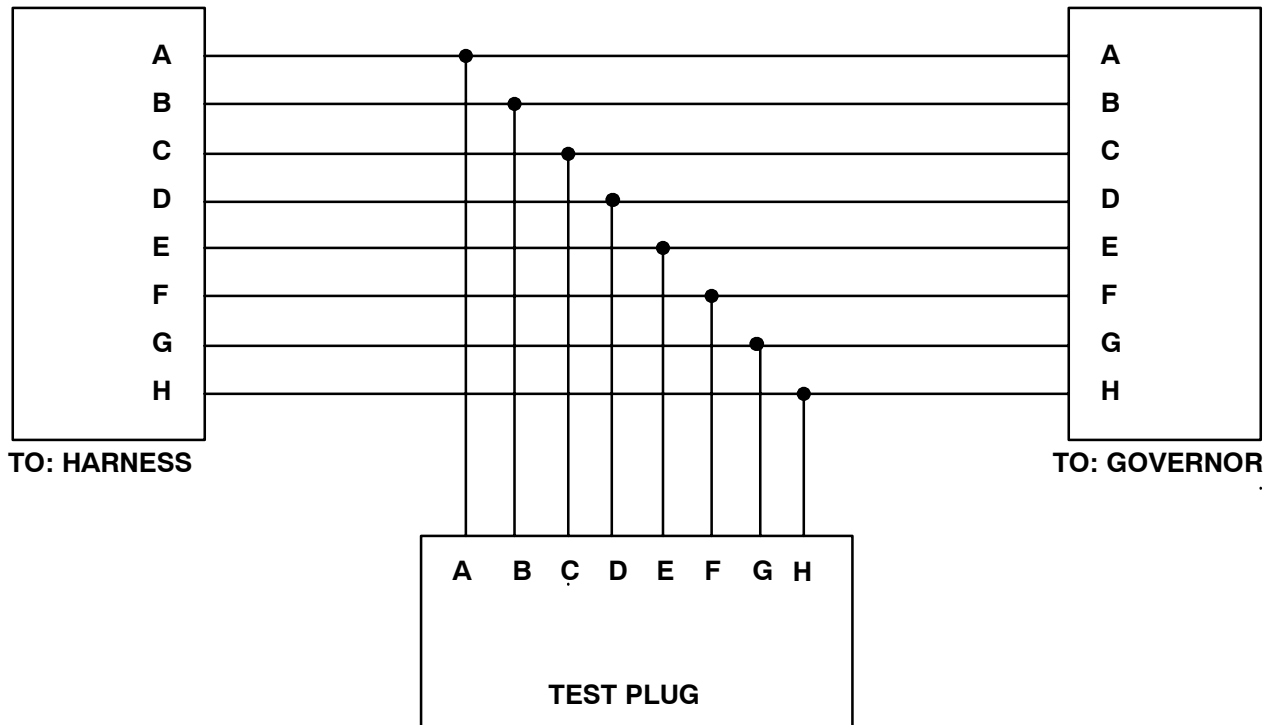 A A
B B
C C
D D
E E
F F
G G
H H
TO: HARNESS TO: GOVERNOR
A B C D E F G H
TEST PLUG